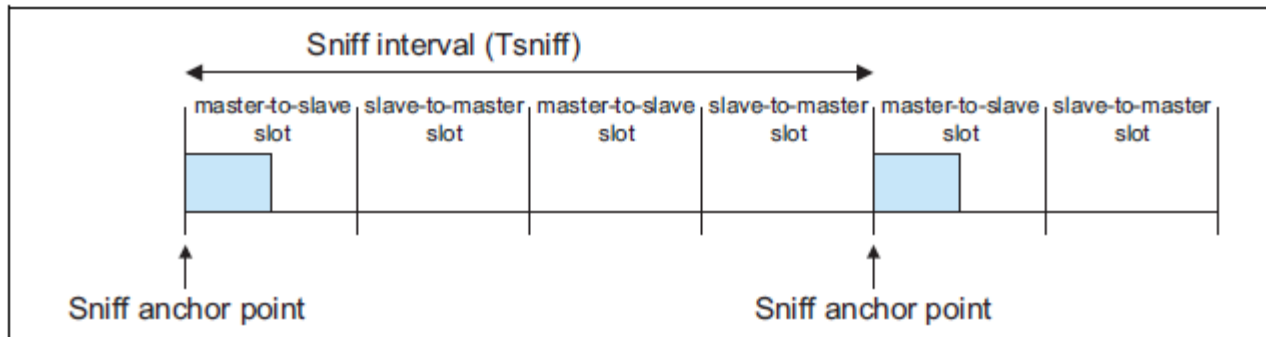 Sniff interval (Tsniff)
master-to-slave slot
slave-to-master slot
master-to-slave slot
slave-to-master slot
master-to-slave slot
slave-to-master slot
Sniff anchor point
Sniff anchor point